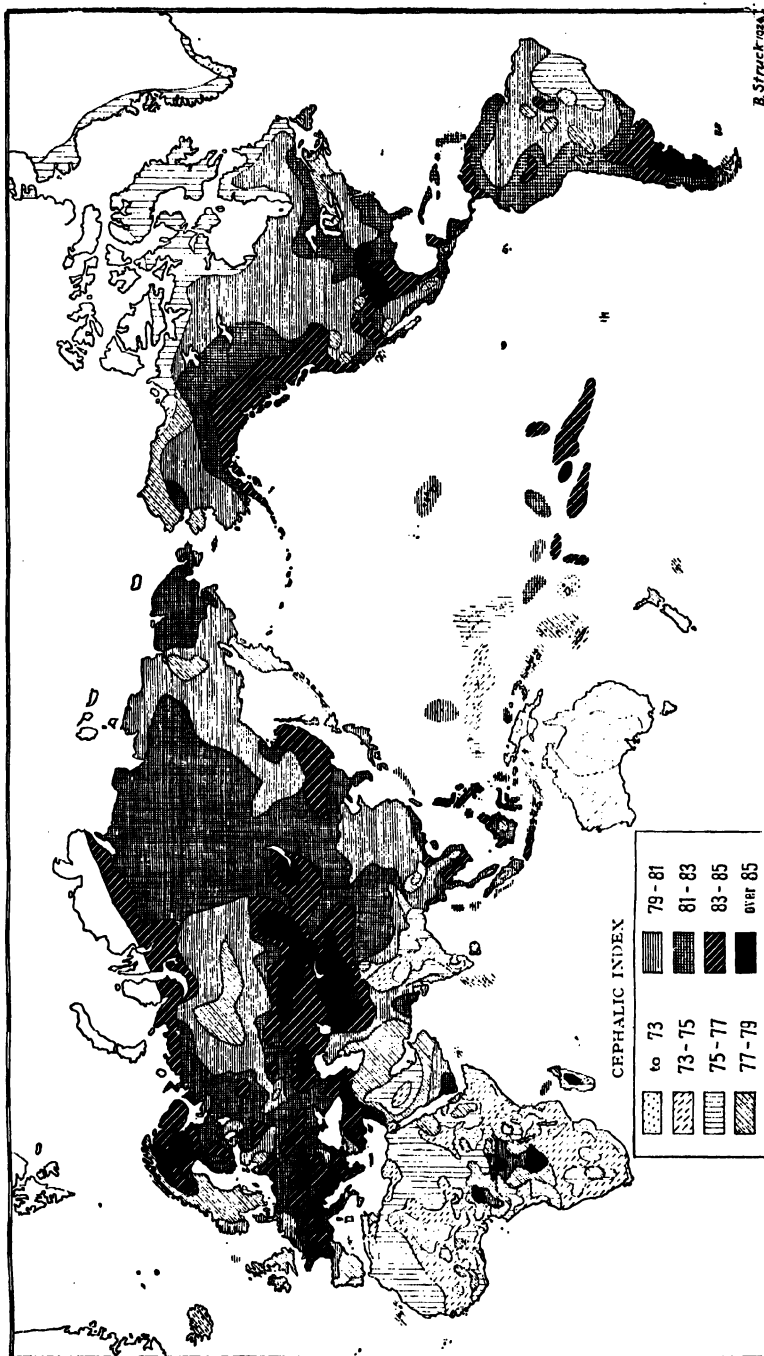 B. Struck 1924
CEPHALIC INDEX
to 73
73 - 75
75 - 77
77 - 79
79 - 81
81 - 83
83 - 85
over 85